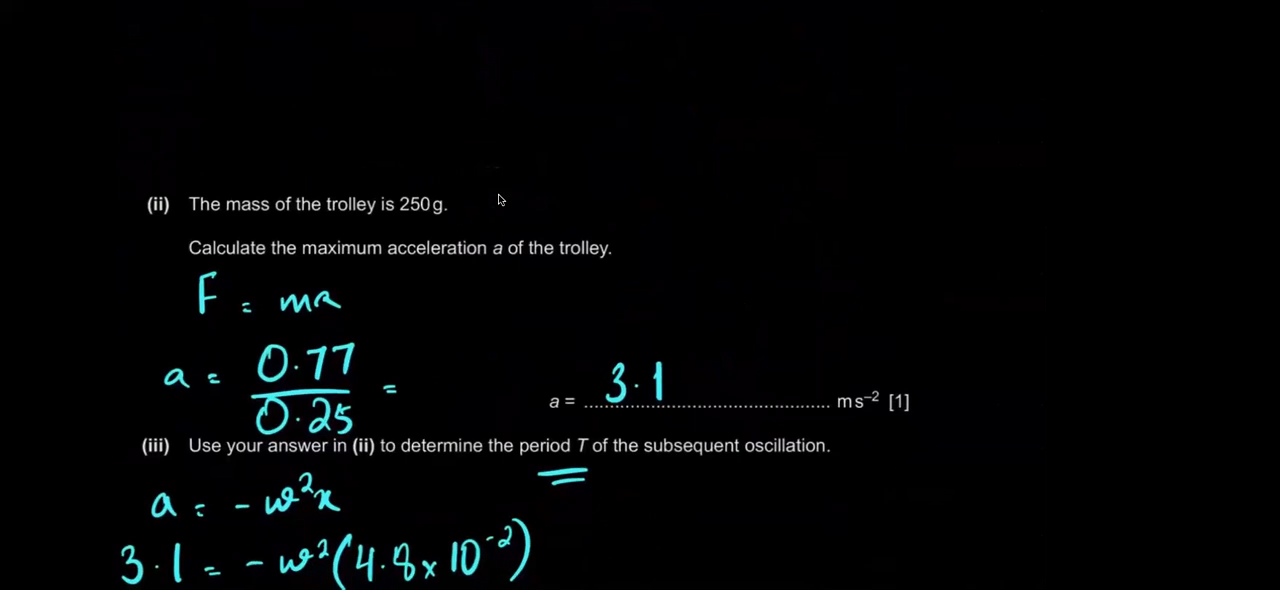 (ii) The mass of the trolley is 250 g.
Calculate the maximum acceleration a of the trolley.
F = ma
a = 0.77 / 0.25 =
a = 3.1 ms⁻² [1]
(iii) Use your answer in (ii) to determine the period T of the subsequent oscillation.
a = -ω²x
3.1 = -ω²(4.8 x 10⁻²)